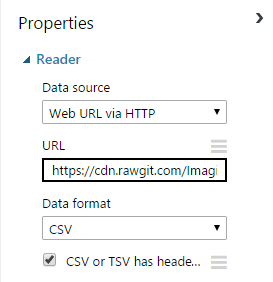 Properties
Reader
Data source
Web URL via HTTP
URL
https://cdn.rawgit.com/Imagi
Data format
CSV
CSV or TSV has heade...